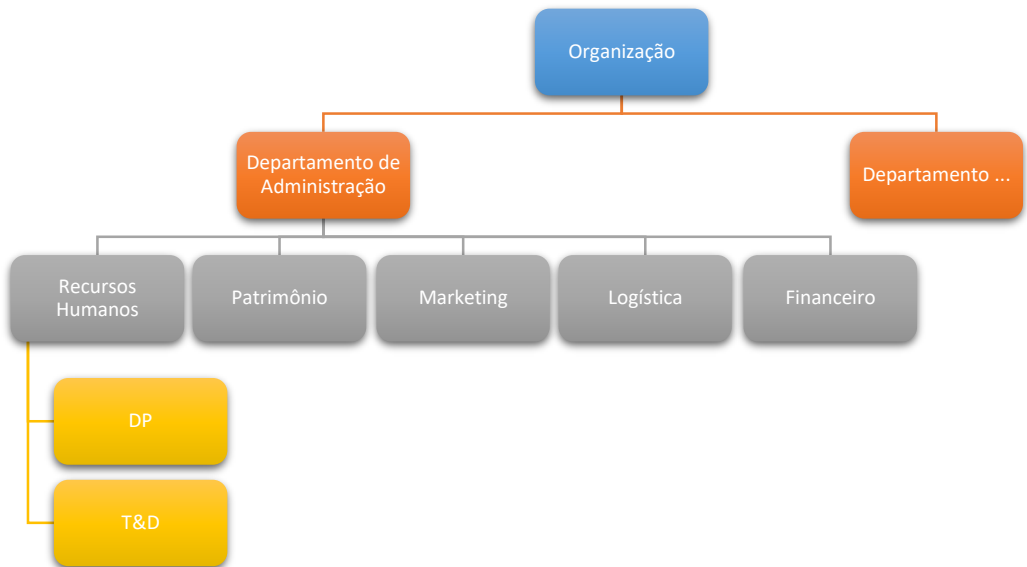 Organização
Departamento de
Administração
Departamento ...
Recursos
Humanos
Patrimônio
Marketing
Logística
Financeiro
DP
T&D